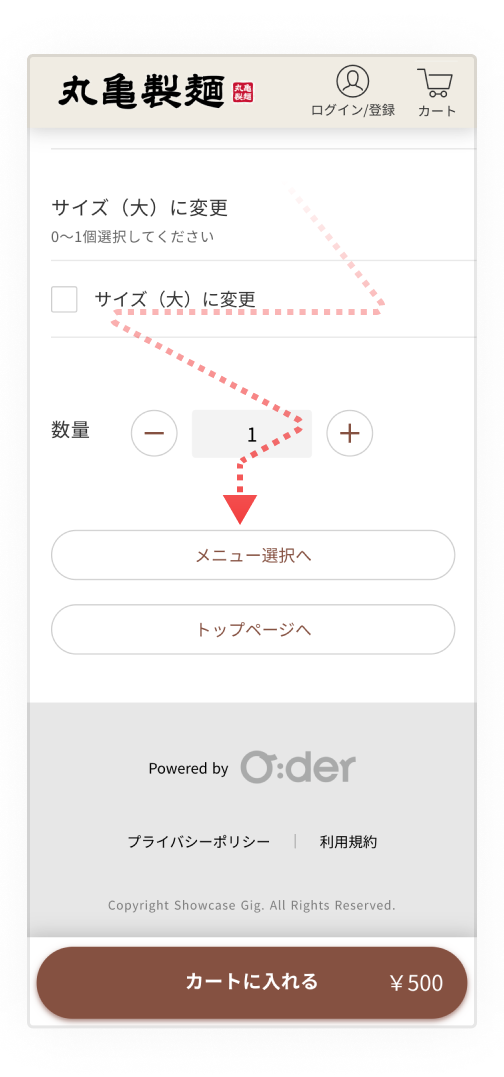 丸亀製麺 丸亀製麺
ログイン/登録 カート
サイズ（大）に変更
0〜1個選択してください
サイズ（大）に変更
数量 1
メニュー選択へ
トップページへ
Powered by O:der
プライバシーポリシー 利用規約
Copyright Showcase Gig. All Rights Reserved.
カートに入れる ￥500